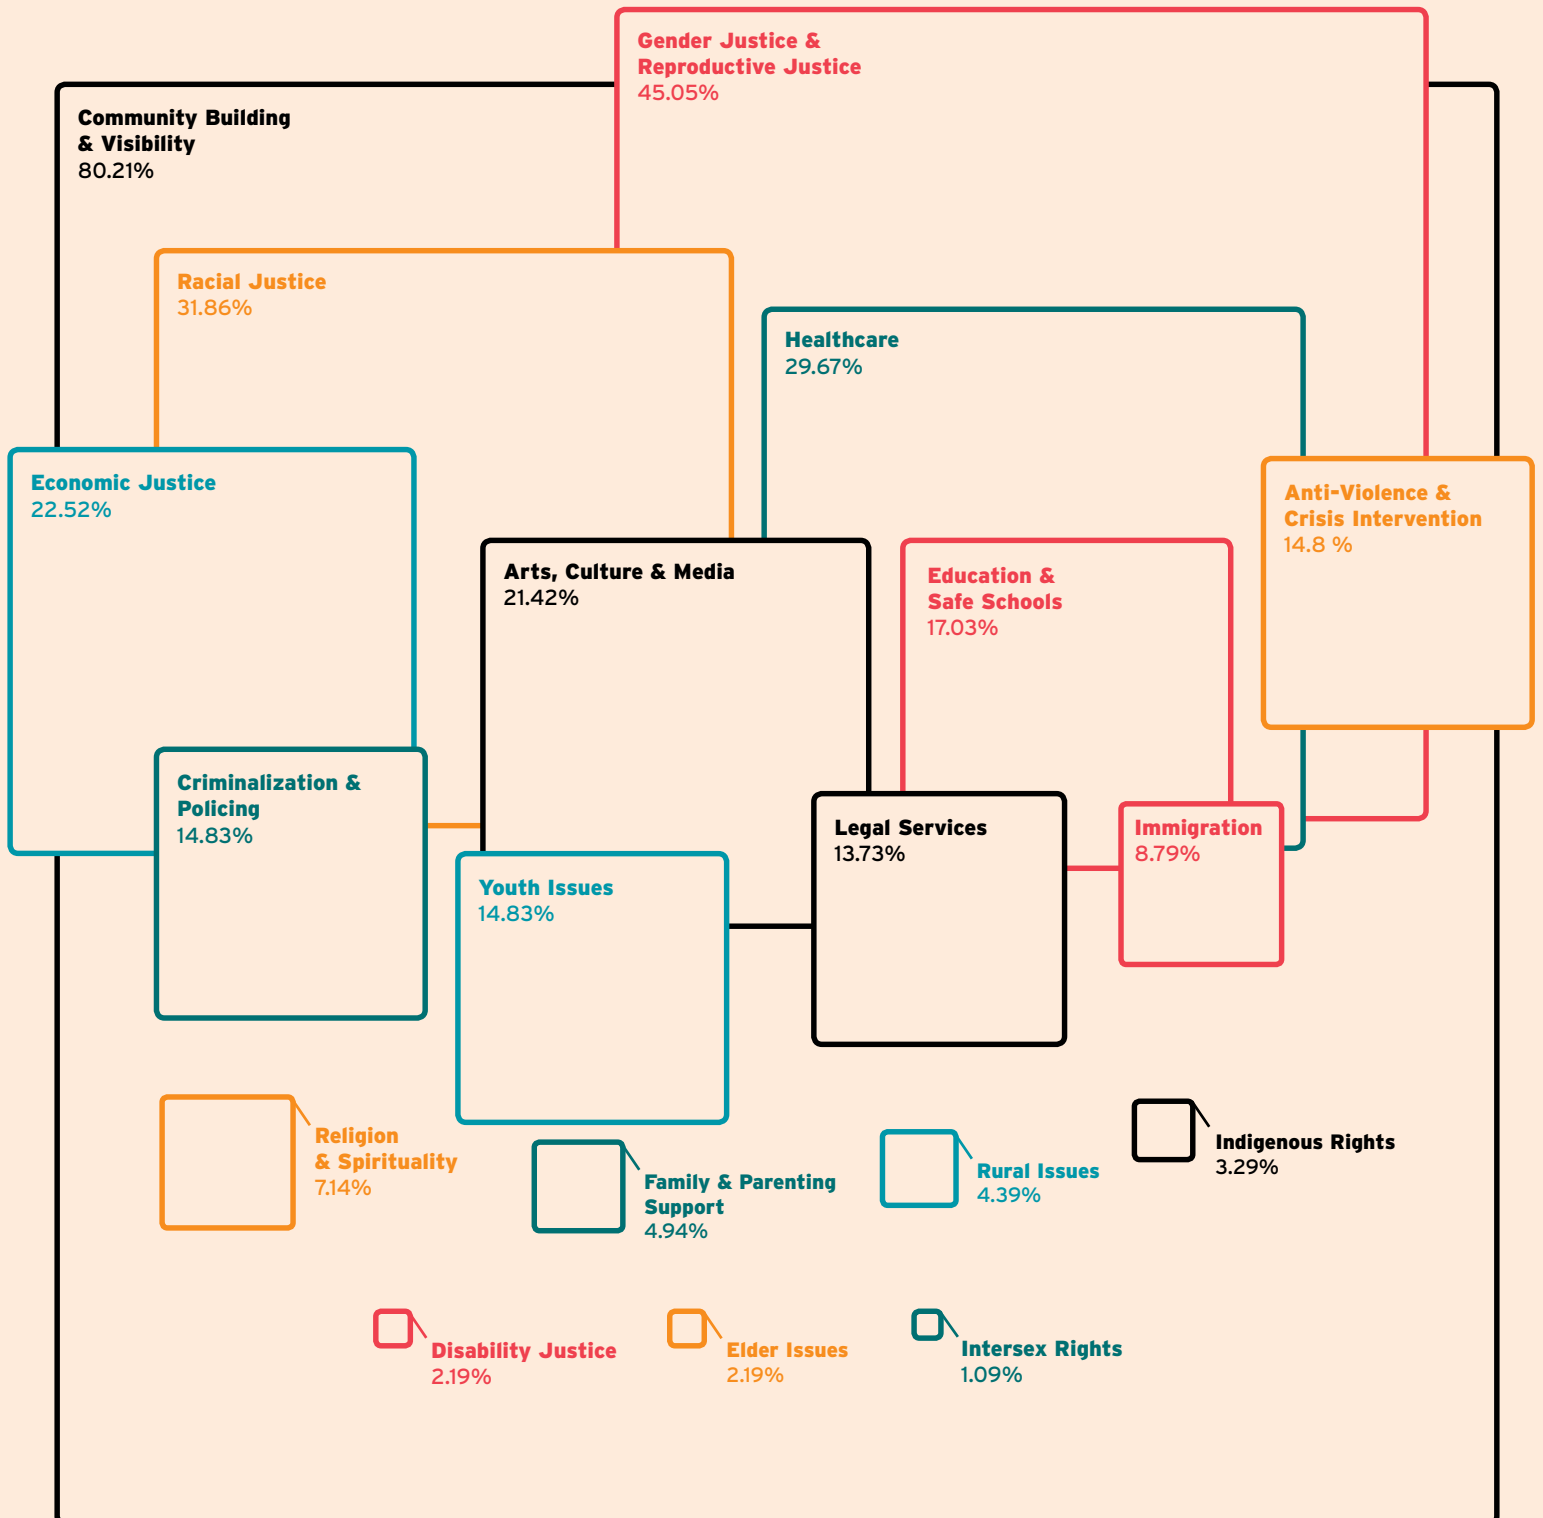 Gender Justice &
Reproductive Justice
45.05%
Community Building
& Visibility
80.21%
Racial Justice
31.86%
Healthcare
29.67%
Economic Justice
22.52%
Anti-Violence &
Crisis Intervention
14.8 %
Arts, Culture & Media
21.42%
Education &
Safe Schools
17.03%
Criminalization &
Policing
14.83%
Legal Services
13.73%
Immigration
8.79%
Youth Issues
14.83%
Religion
& Spirituality
7.14%
Family & Parenting
Support
4.94%
Rural Issues
4.39%
Indigenous Rights
3.29%
Disability Justice
2.19%
Elder Issues
2.19%
Intersex Rights
1.09%